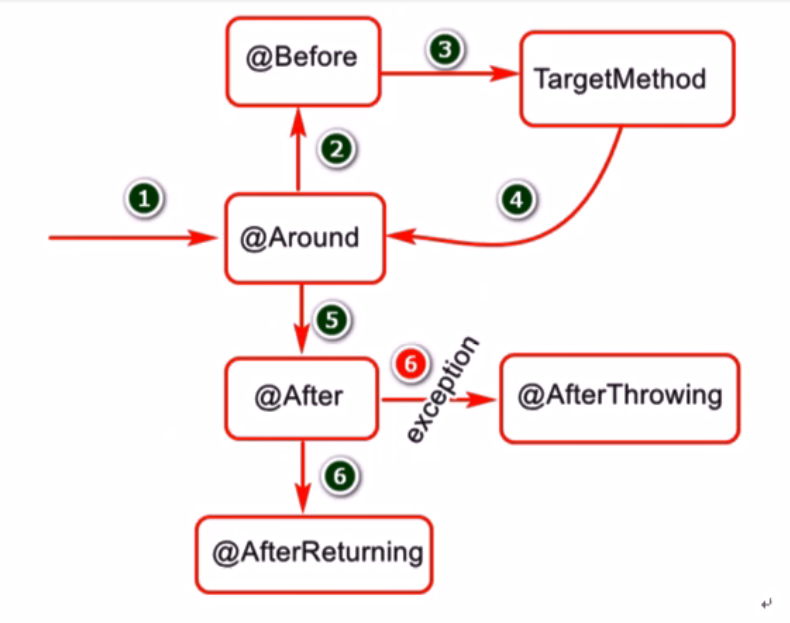 @Before
3
TargetMethod
2
1
4
@Around
5
6
exception
@After
@AfterThrowing
6
@AfterReturning